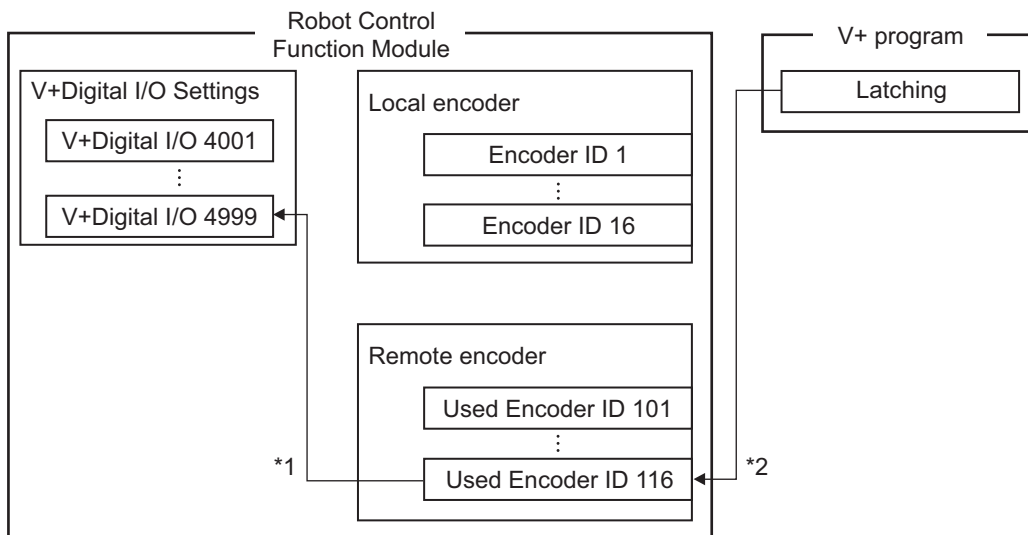 Robot Control
Function Module
V+ program
V+Digital I/O Settings
V+Digital I/O 4001
⋮
V+Digital I/O 4999
Local encoder
Encoder ID 1
⋮
Encoder ID 16
Latching
Remote encoder
Used Encoder ID 101
⋮
Used Encoder ID 116
*1
*2